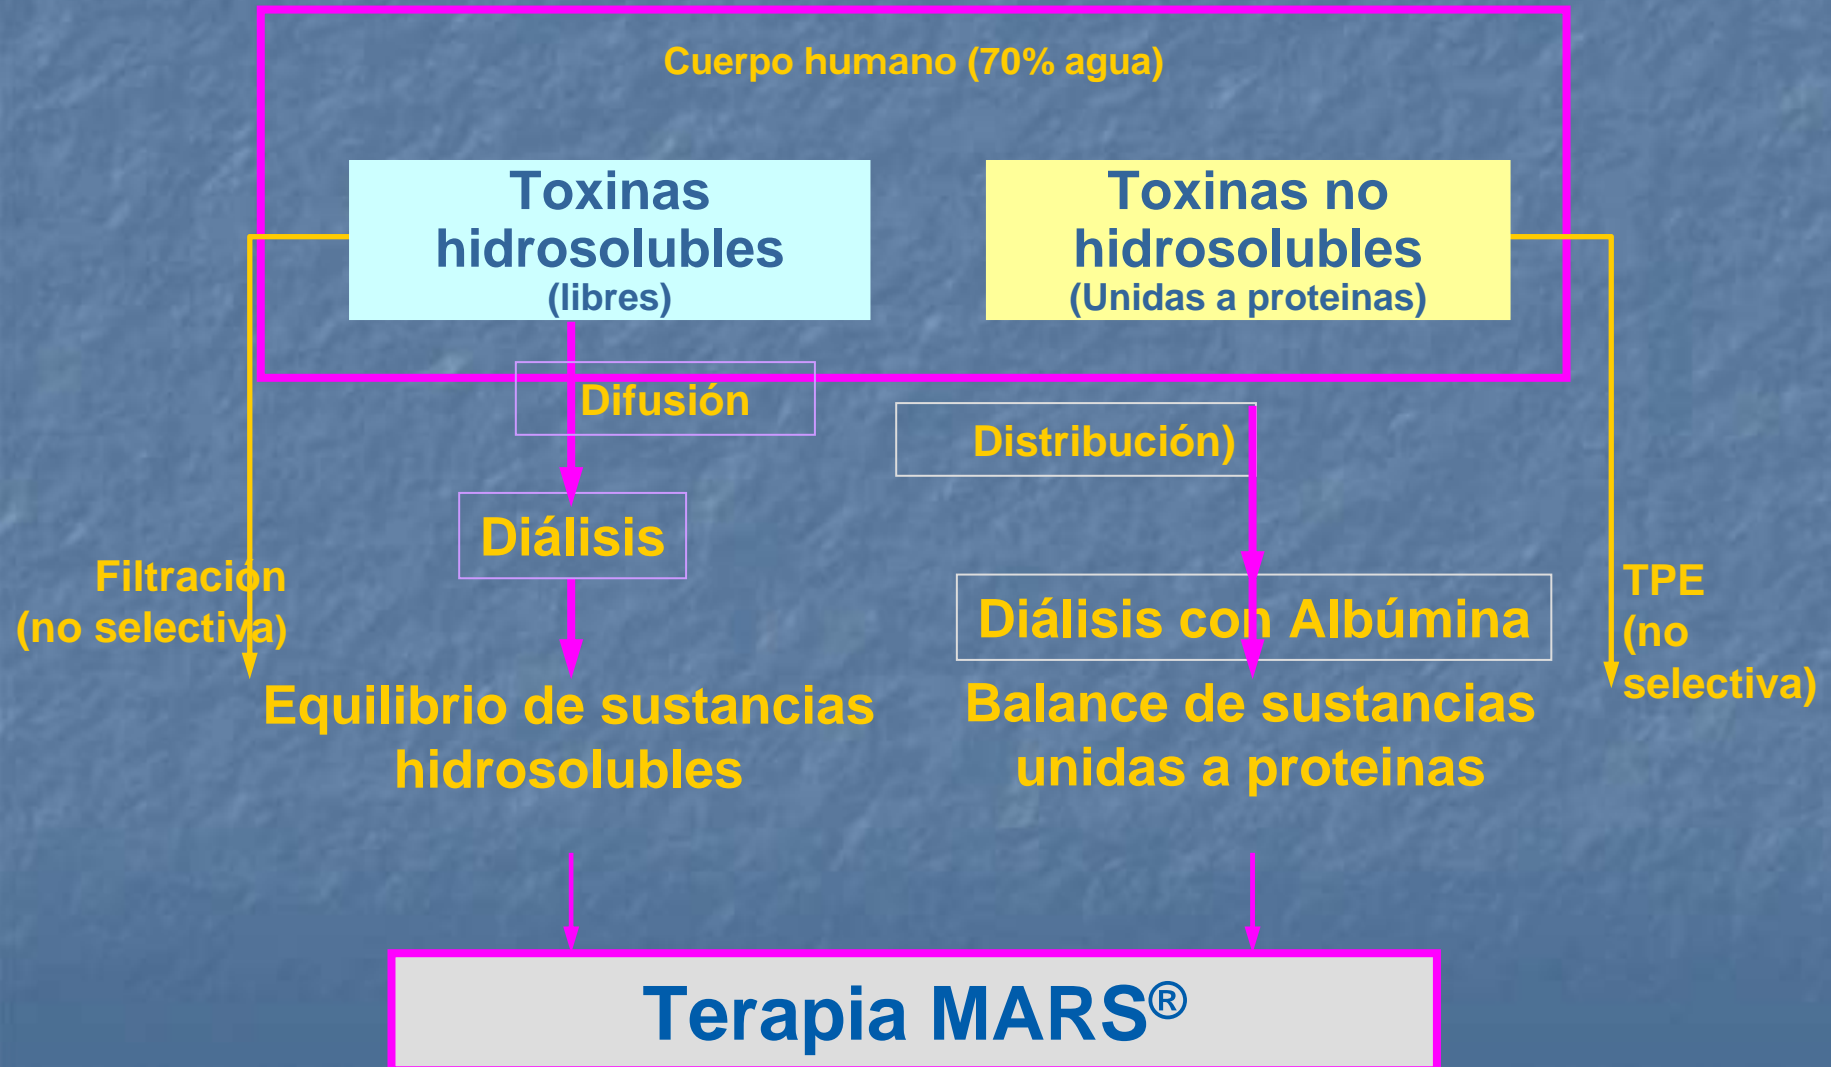 Cuerpo humano (70% agua)
Toxinas
hidrosolubles
(libres)
Toxinas no
hidrosolubles
(Unidas a proteinas)
Difusión
Distribución)
Diálisis
Filtración
(no selectiva)
Diálisis con Albúmina
TPE
(no
selectiva)
Equilibrio de sustancias
hidrosolubles
Balance de sustancias
unidas a proteinas
Terapia MARS®